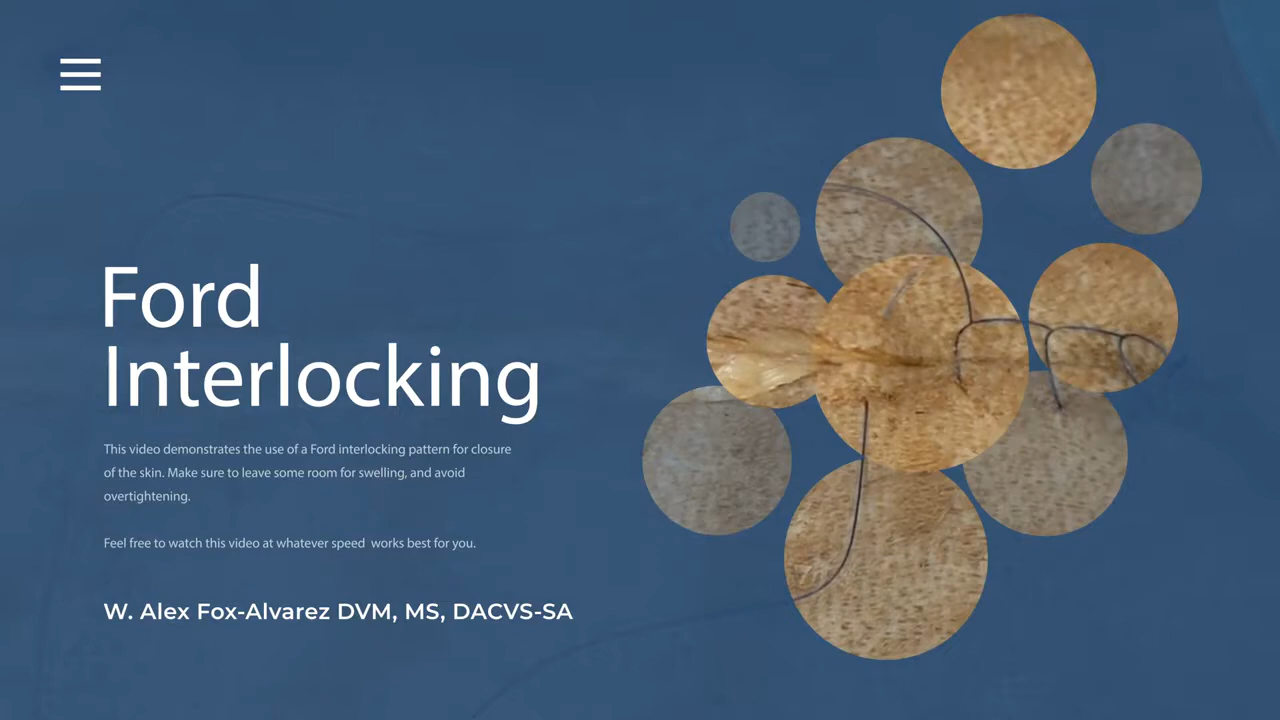 Ford
Interlocking
This video demonstrates the use of a Ford interlocking pattern for closure
of the skin. Make sure to leave some room for swelling, and avoid
overtightening.
Feel free to watch this video at whatever speed  works best for you.
W. Alex Fox-Alvarez DVM, MS, DACVS-SA